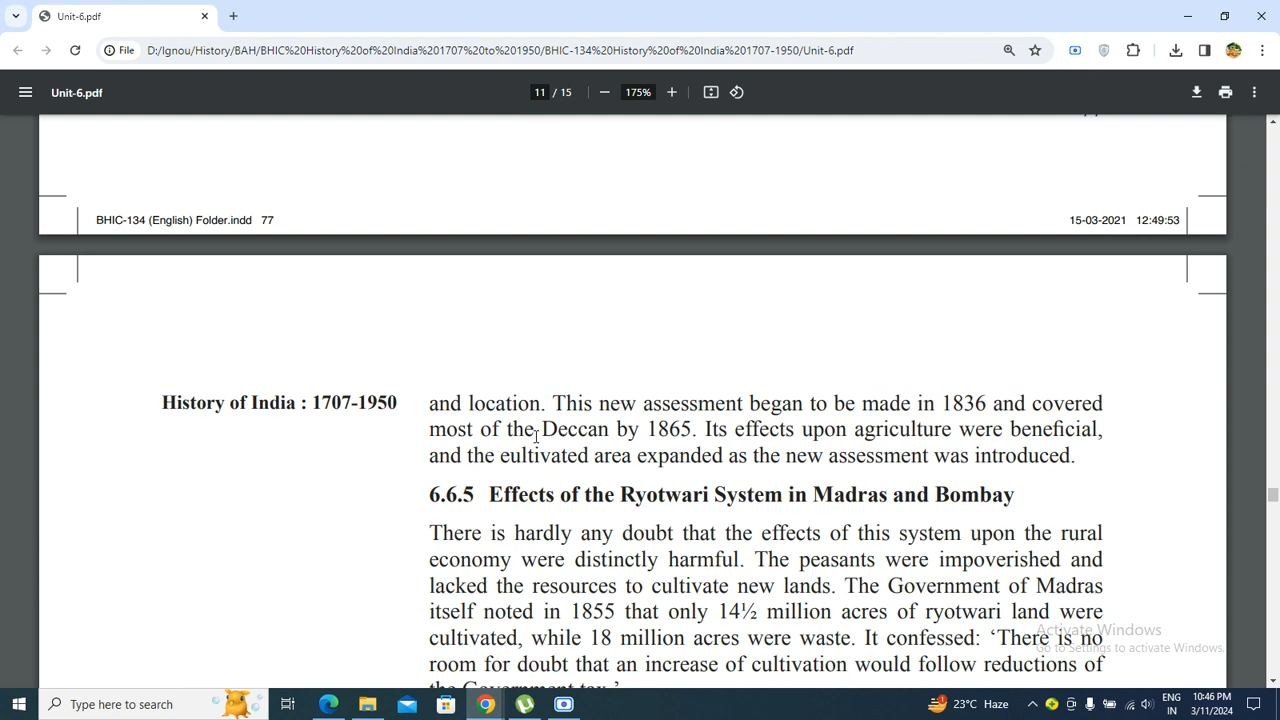 Unit-6.pdf
File D:/Ignou/History/BAH/BHIC%20History%20of%20India%201707%20to%201950/BHIC-134%20History%20of%20India%201707-1950/Unit-6.pdf
Unit-6.pdf 11 / 15 175%
BHIC-134 (English) Folder.indd 77 15-03-2021 12:49:53
History of India : 1707-1950
and location. This new assessment began to be made in 1836 and covered
most of the Deccan by 1865. Its effects upon agriculture were beneficial,
and the eultivated area expanded as the new assessment was introduced.
6.6.5 Effects of the Ryotwari System in Madras and Bombay
There is hardly any doubt that the effects of this system upon the rural
economy were distinctly harmful. The peasants were impoverished and
lacked the resources to cultivate new lands. The Government of Madras
itself noted in 1855 that only 14½ million acres of ryotwari land were
cultivated, while 18 million acres were waste. It confessed: ‘There is no
room for doubt that an increase of cultivation would follow reductions of
the Government tax.’
Activate Windows
Go to Settings to activate Windows.
Type here to search
23°C Haze
ENG
IN
10:46 PM
3/11/2024